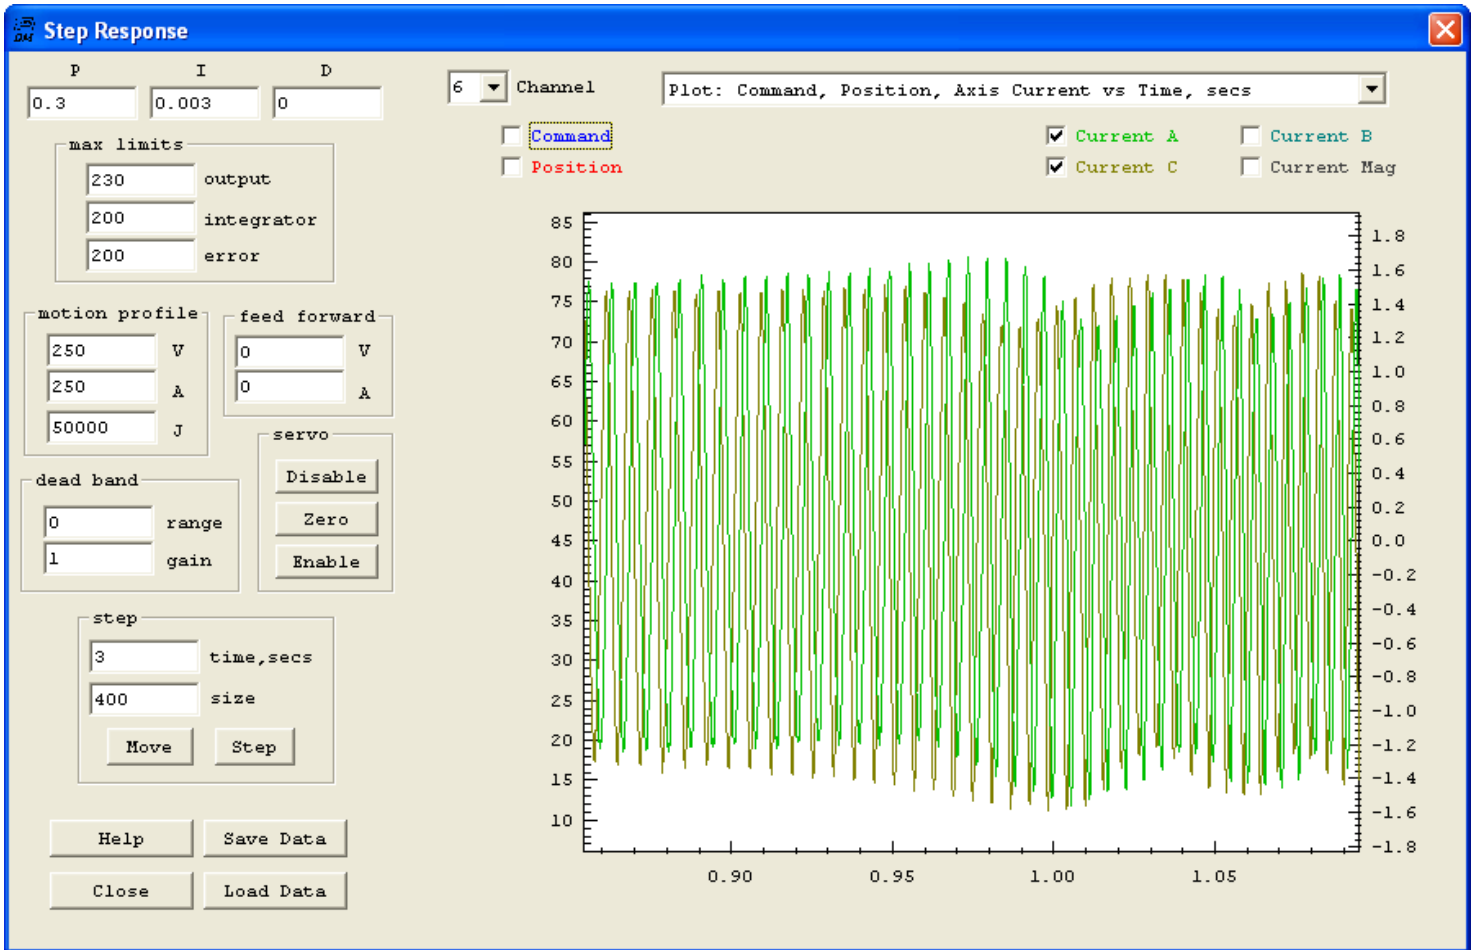 Step Response
P I D
0.3 0.003 0
6 Channel
Plot: Command, Position, Axis Current vs Time, secs
Command
Position
Current A
Current B
Current C
Current Mag
max limits
230 output
200 integrator
200 error
motion profile
250 V
250 A
50000 J
feed forward
0 V
0 A
servo
Disable
Zero
Enable
dead band
0 range
1 gain
step
3 time,secs
400 size
Move Step
Help Save Data
Close Load Data
85
80
75
70
65
60
55
50
45
40
35
30
25
20
15
10
1.8
1.6
1.4
1.2
1.0
0.8
0.6
0.4
0.2
0.0
-0.2
-0.4
-0.6
-0.8
-1.0
-1.2
-1.4
-1.6
-1.8
0.90 0.95 1.00 1.05